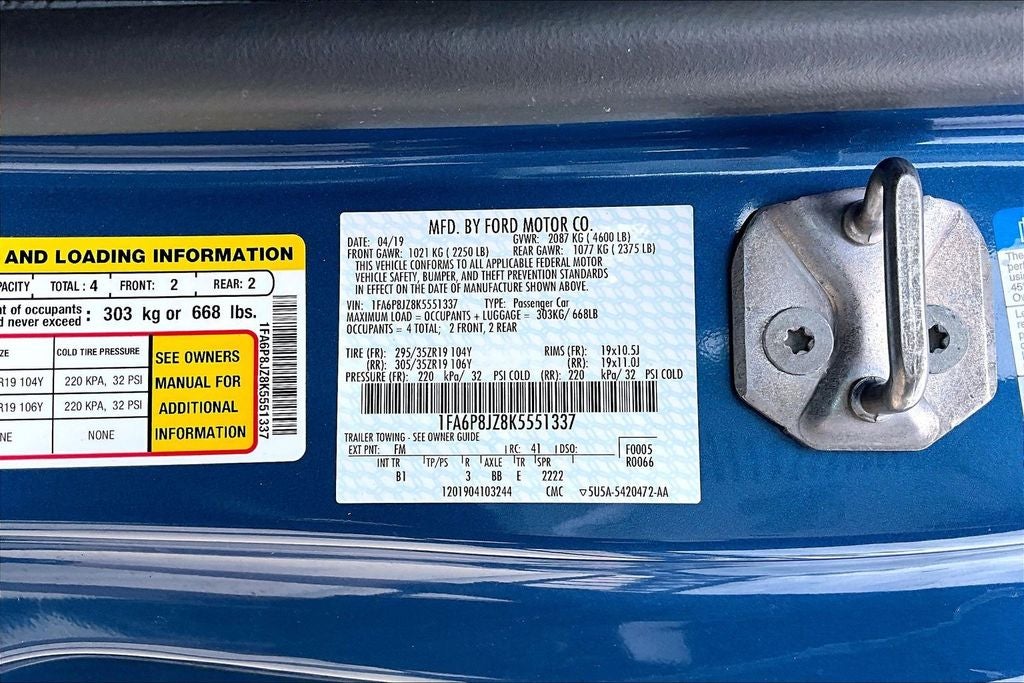 AND LOADING INFORMATION
TOTAL : 4 FRONT: 2 REAR: 2
of occupants
never exceed : 303 kg or 668 lbs.
COLD TIRE PRESSURE
R19 104Y 220 KPA, 32 PSI
R19 106Y 220 KPA, 32 PSI
NONE
SEE OWNERS
MANUAL FOR
ADDITIONAL
INFORMATION
1FA6P8JZ8K5551337
MFD. BY FORD MOTOR CO.
DATE: 04/19 GVWR: 2087 KG ( 4600 LB)
FRONT GAWR: 1021 KG ( 2250 LB) REAR GAWR: 1077 KG ( 2375 LB)
THIS VEHICLE CONFORMS TO ALL APPLICABLE FEDERAL MOTOR
VEHICLE SAFETY, BUMPER, AND THEFT PREVENTION STANDARDS
IN EFFECT ON THE DATE OF MANUFACTURE SHOWN ABOVE.
VIN: 1FA6P8JZ8K5551337 TYPE: Passenger Car
MAXIMUM LOAD = OCCUPANTS + LUGGAGE = 303KG/ 668LB
OCCUPANTS = 4 TOTAL; 2 FRONT, 2 REAR
TIRE (FR): 295/35ZR19 104Y RIMS (FR): 19x10.5J
(RR): 305/35ZR19 106Y (RR): 19x11.0J
PRESSURE (FR): 220 kPa/ 32 PSI COLD (RR): 220 kPa/ 32 PSI COLD
1FA6P8JZ8K5551337
TRAILER TOWING - SEE OWNER GUIDE
EXT PNT: FM RC: 41 DSO: F0005
R0066
INT TR TP/PS R AXLE TR SPR
B1 3 BB E 2222
1201904103244 CMC ▽5U5A-5420472-AA